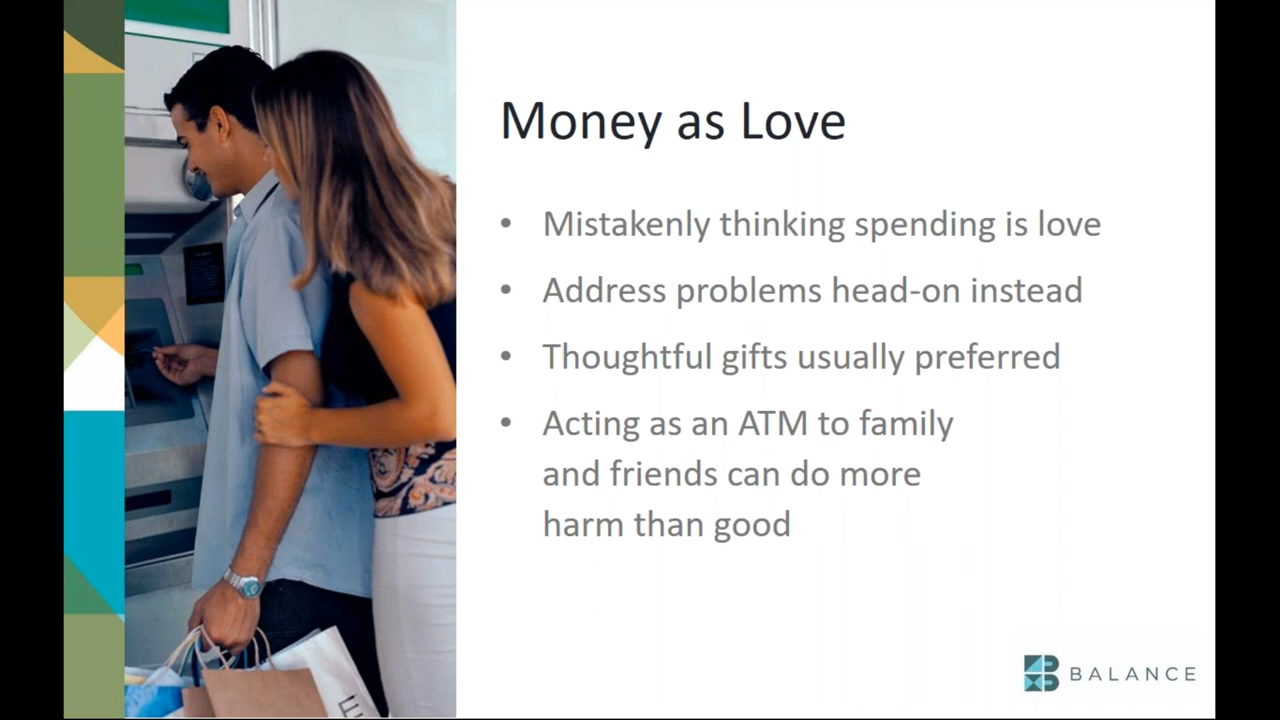 Money as Love
• Mistakenly thinking spending is love
• Address problems head-on instead
• Thoughtful gifts usually preferred
• Acting as an ATM to family
and friends can do more
harm than good
BALANCE